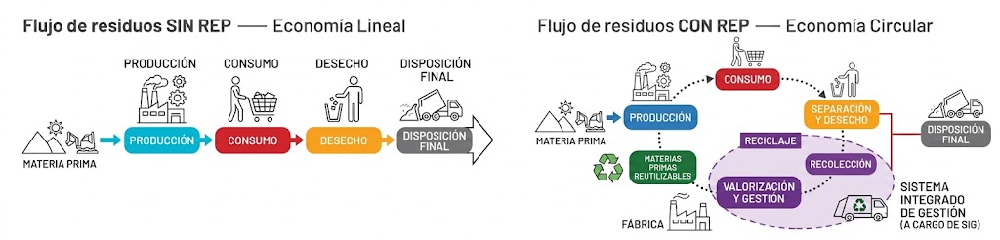 Flujo de residuos SIN REP — Economía Lineal
PRODUCCIÓN
CONSUMO
DESECHO
DISPOSICIÓN
FINAL
MATERIA PRIMA
PRODUCCIÓN
CONSUMO
DESECHO
DISPOSICIÓN
FINAL
Flujo de residuos CON REP — Economía Circular
CONSUMO
MATERIA PRIMA
PRODUCCIÓN
SEPARACIÓN
Y DESECHO
DISPOSICIÓN
FINAL
RECICLAJE
MATERIAS
PRIMAS
REUTILIZABLES
RECOLECCIÓN
VALORIZACIÓN
Y GESTIÓN
FÁBRICA
SISTEMA
INTEGRADO
DE GESTIÓN
(A CARGO DE SIG)